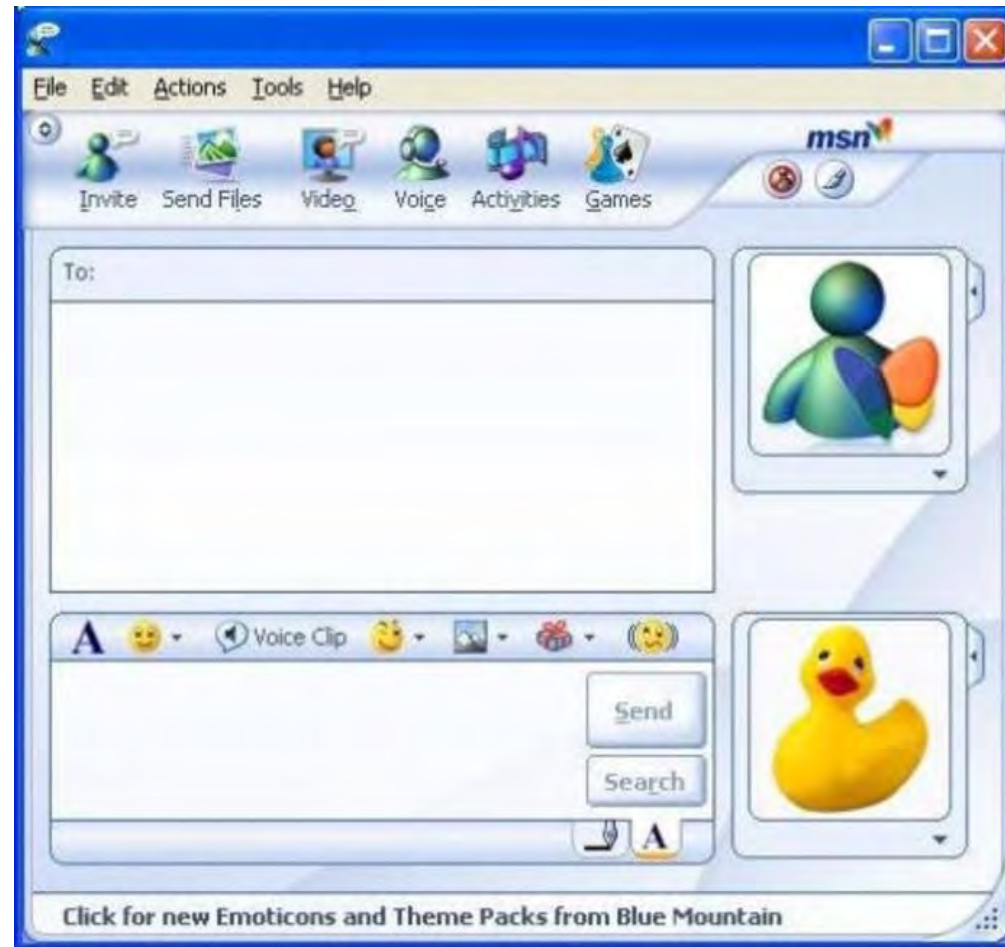 File Edit Actions Tools Help
msn
Invite Send Files Video Voice Activities Games
To:
A Voice Clip
Send
Search
A
Click for new Emoticons and Theme Packs from Blue Mountain